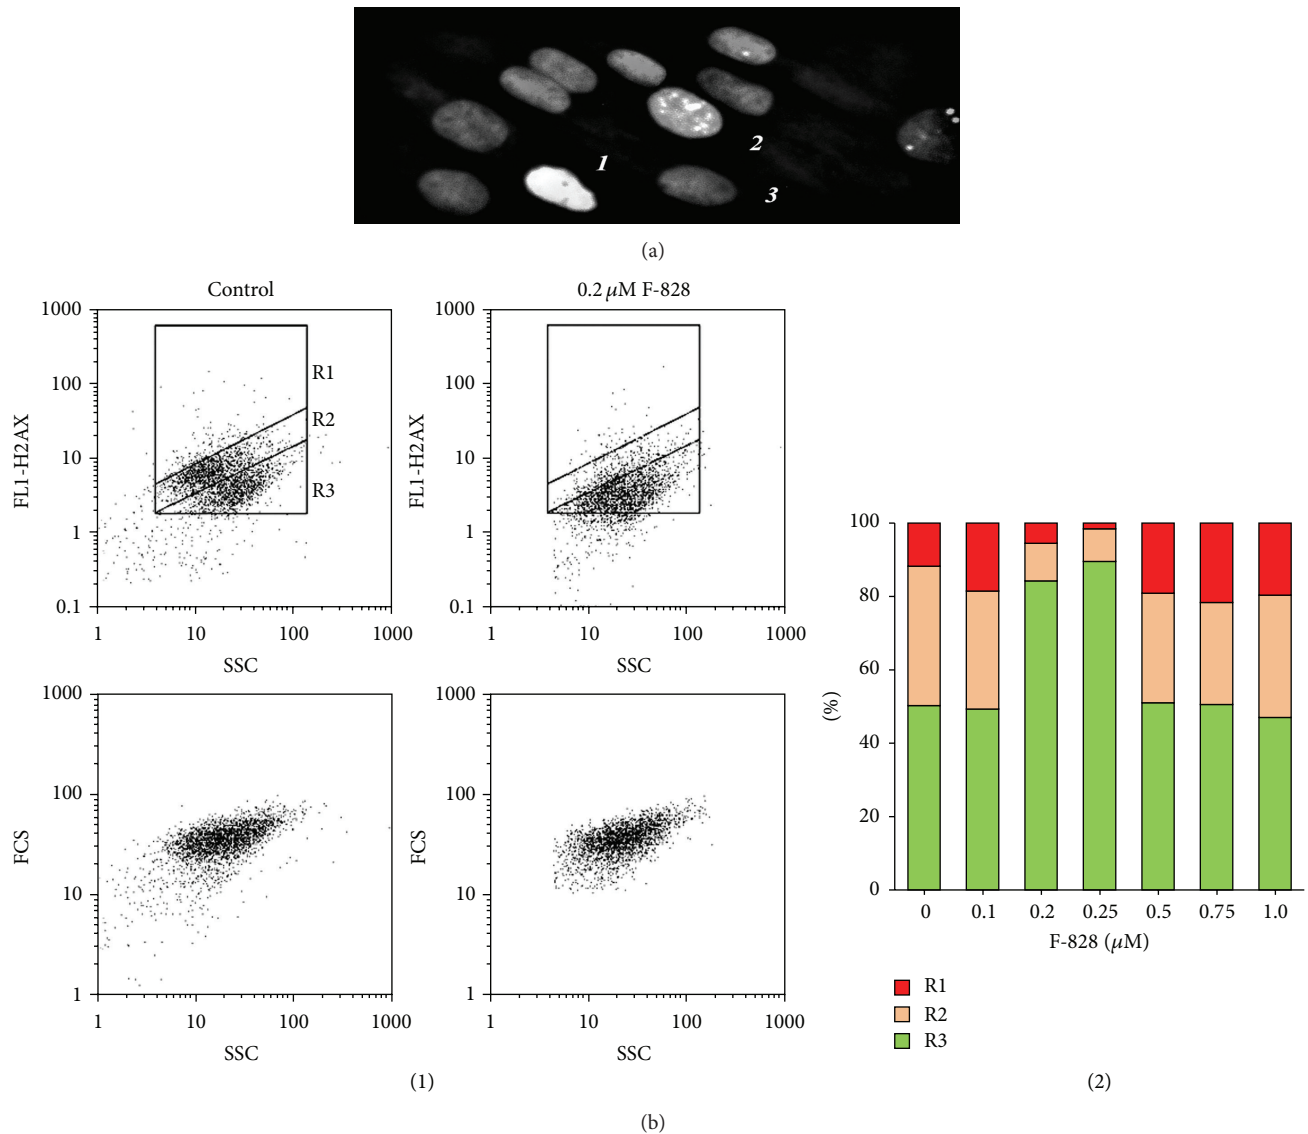 1
2
3
(a)
Control
1000
100
10
1
0.1
FL1-H2AX
R1
R2
R3
1 10 100 1000
SSC
0.2 μM F-828
1000
100
10
1
0.1
FL1-H2AX
1 10 100 1000
SSC
1000
100
10
1
FCS
1 10 100 1000
SSC
1000
100
10
1
FCS
1 10 100 1000
SSC
(1)
100
80
60
40
20
0
(%)
0 0.1 0.2 0.25 0.5 0.75 1.0
F-828 (μM)
R1
R2
R3
(2)
(b)